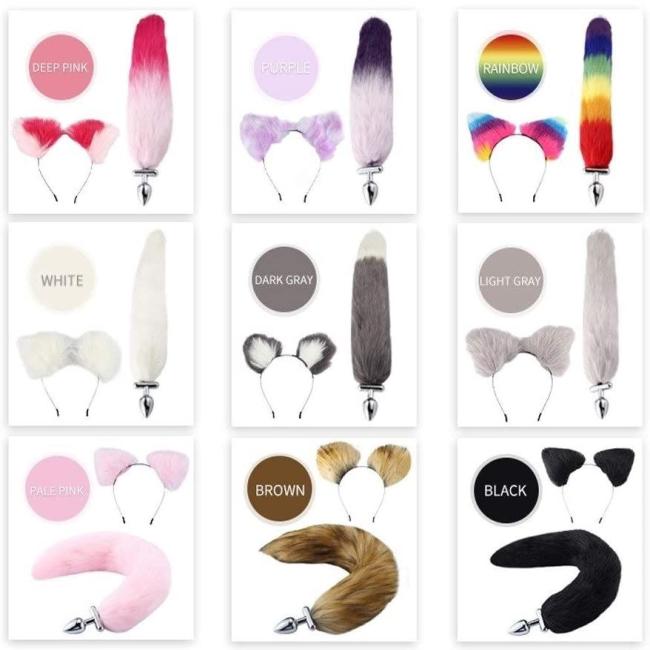 DEEP PINK
PURPLE
RAINBOW
WHITE
DARK GRAY
LIGHT GRAY
PALE PINK
BROWN
BLACK